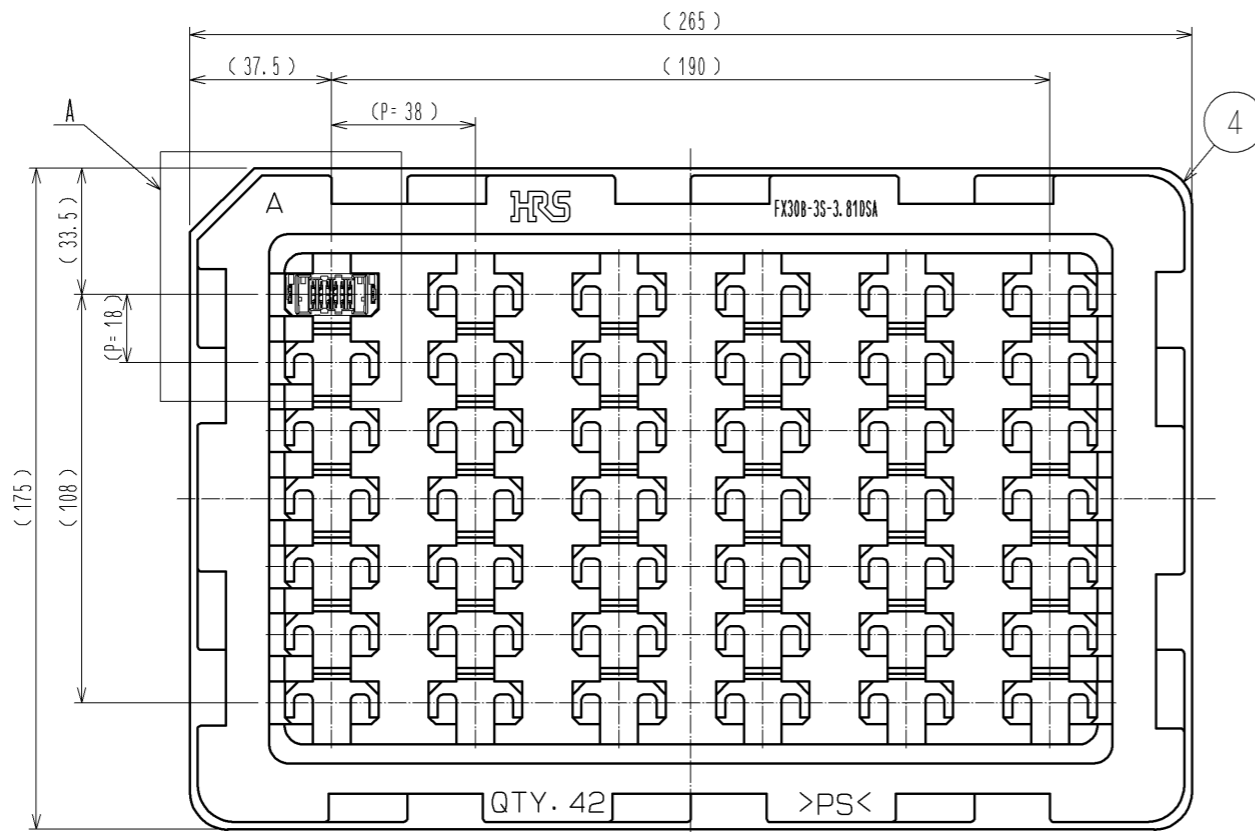 ( 265 )
( 37.5 )
( 190 )
(P= 38 )
A
4
( 33.5 )
A
HRS
FX30B-3S-3.81DSA
(P= 18)
( 175 )
( 108 )
QTY. 42
>PS<